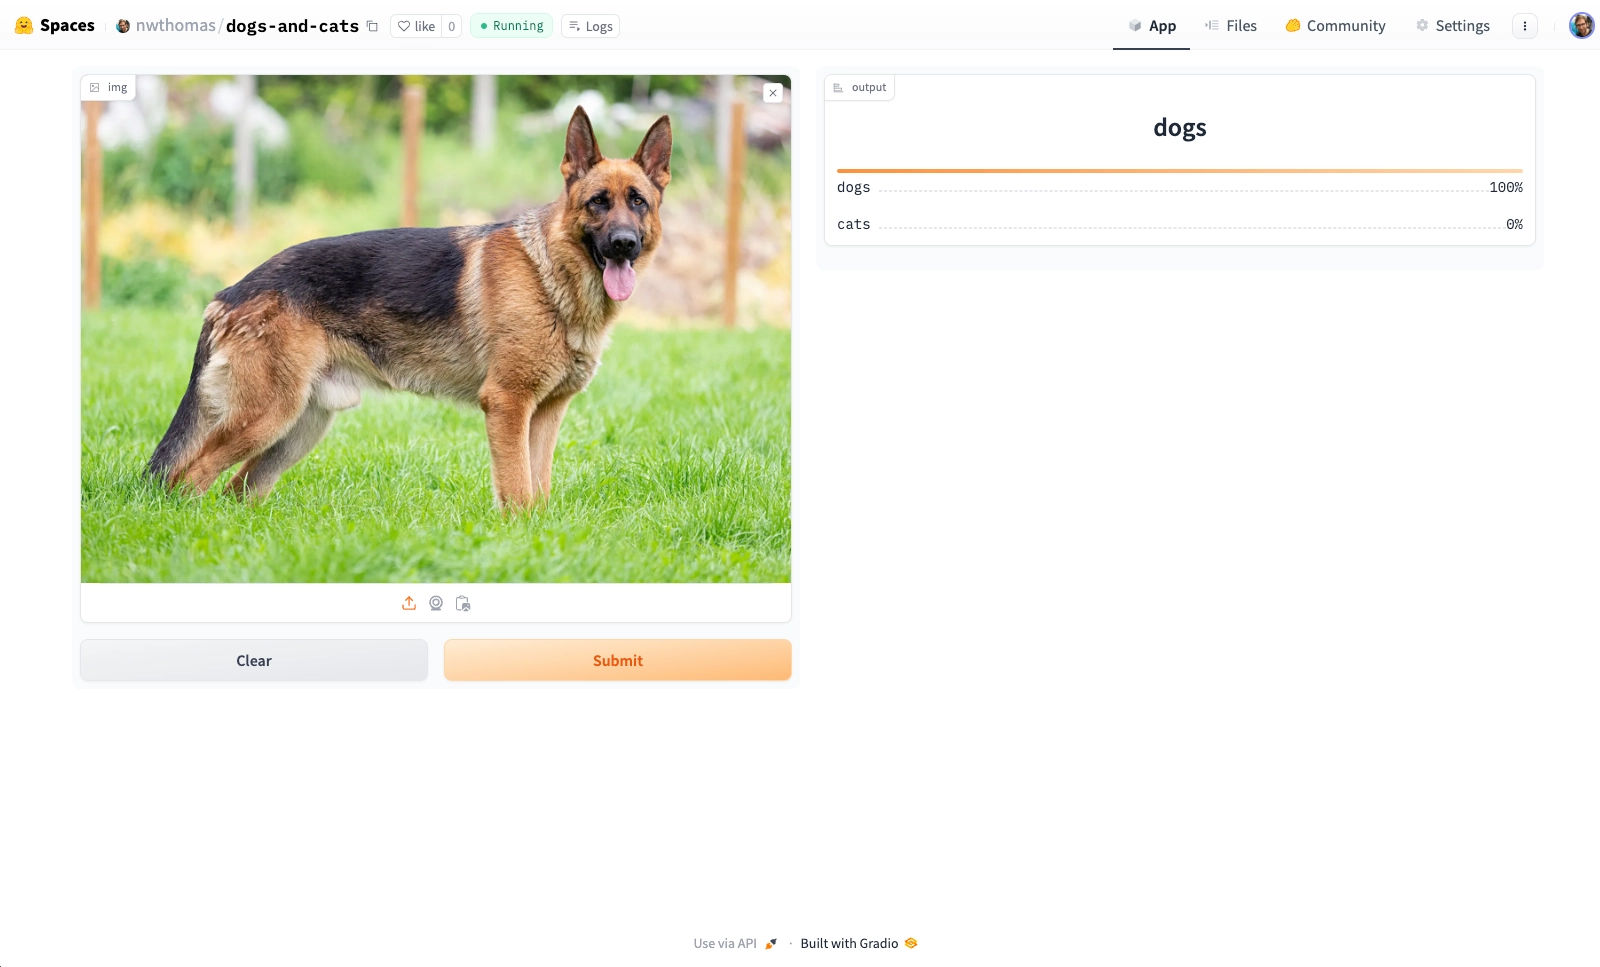 Spaces nwthomas/dogs-and-cats like 0 Running Logs App Files Community Settings
img
output
dogs
dogs 100%
cats 0%
Clear Submit
Use via API · Built with Gradio